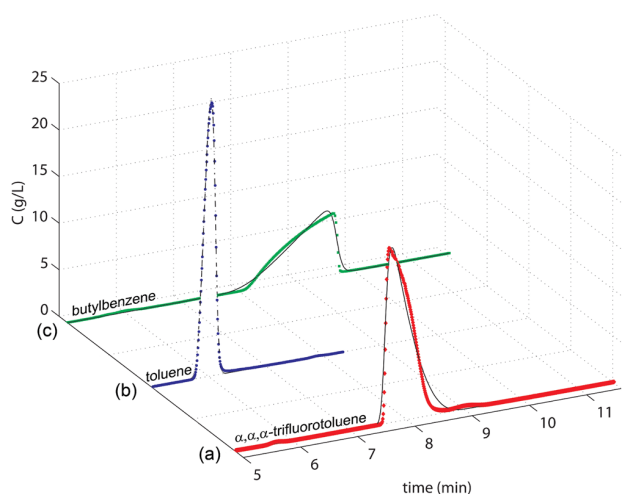 25
20
15
10
5
0
C (g/L)
butylbenzene
(c)
toluene
(b)
α,α,α-trifluorotoluene
(a)
5
6
7
8
9
10
11
time (min)